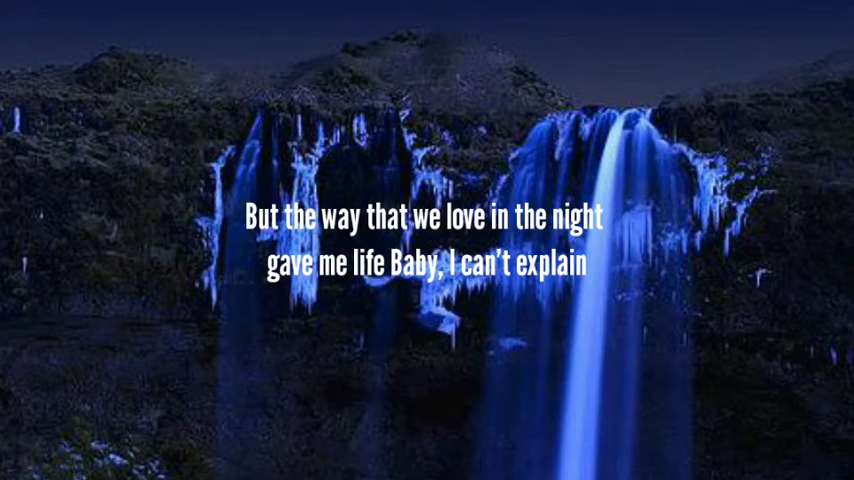 But the way that we love in the night
gave me life Baby, I can't explain